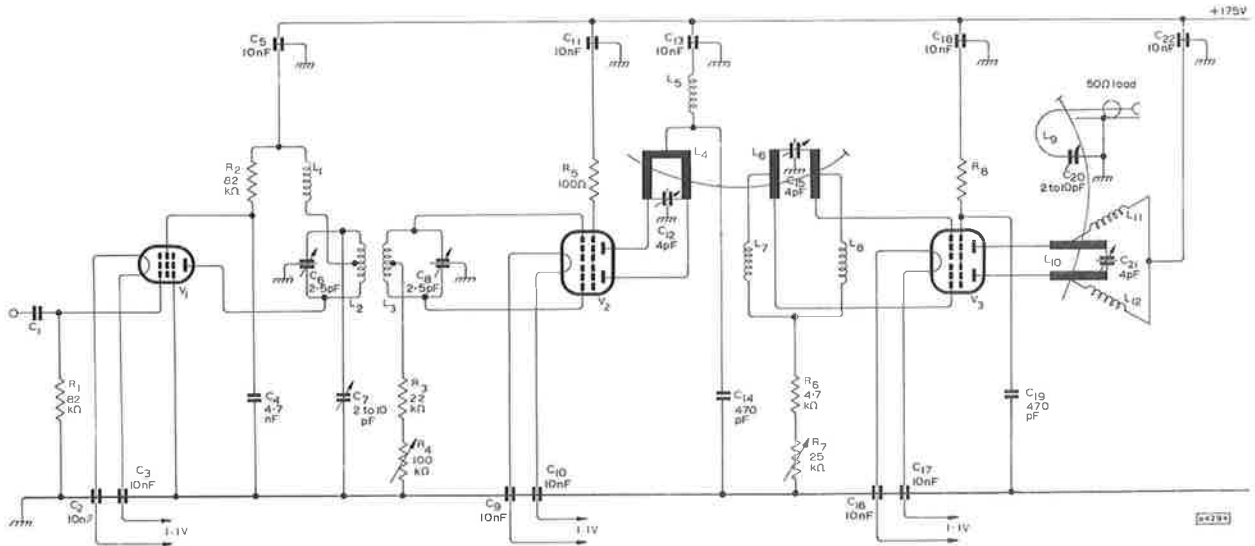 +175V
C5
10nF
C11
10nF
C13
10nF
C18
10nF
C22
10nF
50Ω load
L5
L9
C20
2 to 10pF
R2
82
kΩ
L1
R5
100Ω
L4
L6
C15
4pF
R8
C12
4pF
L11
L10
C21
4pF
L12
L7
L8
C6
2·5pF
C8
2·5pF
L2
L3
V1
V2
V3
C1
R1
82
kΩ
C4
4·7
nF
C7
2 to 10
pF
R3
22
kΩ
R4
100
kΩ
C14
470
pF
R6
4·7
kΩ
R7
25
kΩ
C19
470
pF
C3
10nF
C2
10nF
C10
10nF
C9
10nF
C17
10nF
C16
10nF
1·1V
1·1V
1·1V